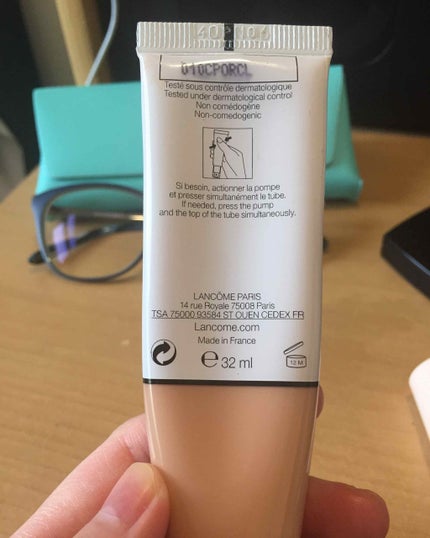 40PN06
010CPORCL
Testé sous contrôle dermatologique
Tested under dermatological control
Non comédogène
Non-comedogenic
Si besoin, actionner la pompe
et presser simultanément le tube.
If needed, press the pump
and the top of the tube simultaneously.
LANCÔME PARIS
14 rue Royale 75008 Paris
TSA 75000 93584 ST OUEN CEDEX FR
Lancome.com
Made in France
℮ 32 ml
12 M